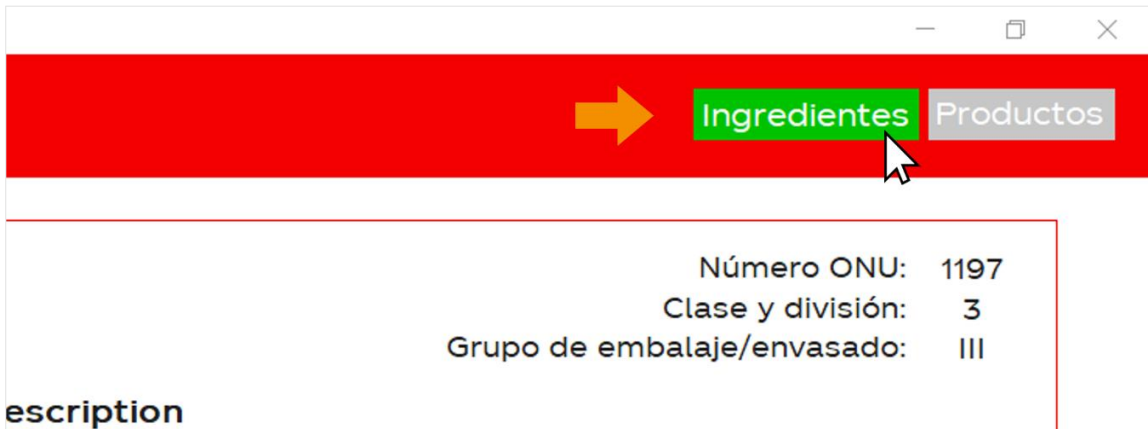 Ingredientes Productos
Número ONU: 1197
Clase y división: 3
Grupo de embalaje/envasado: III
escription